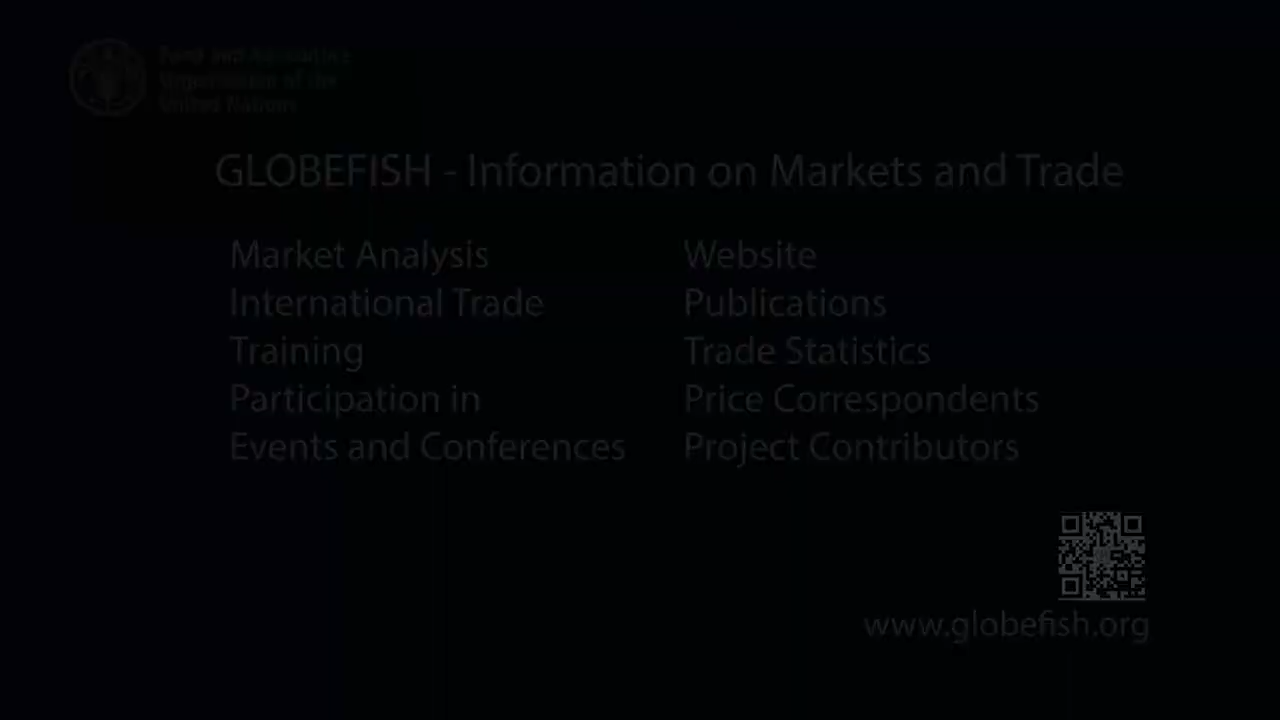 Food and Agriculture
Organization of the
United Nations
GLOBEFISH - Information on Markets and Trade
Market Analysis
International Trade
Training
Participation in
Events and Conferences
Website
Publications
Trade Statistics
Price Correspondents
Project Contributors
www.globefish.org